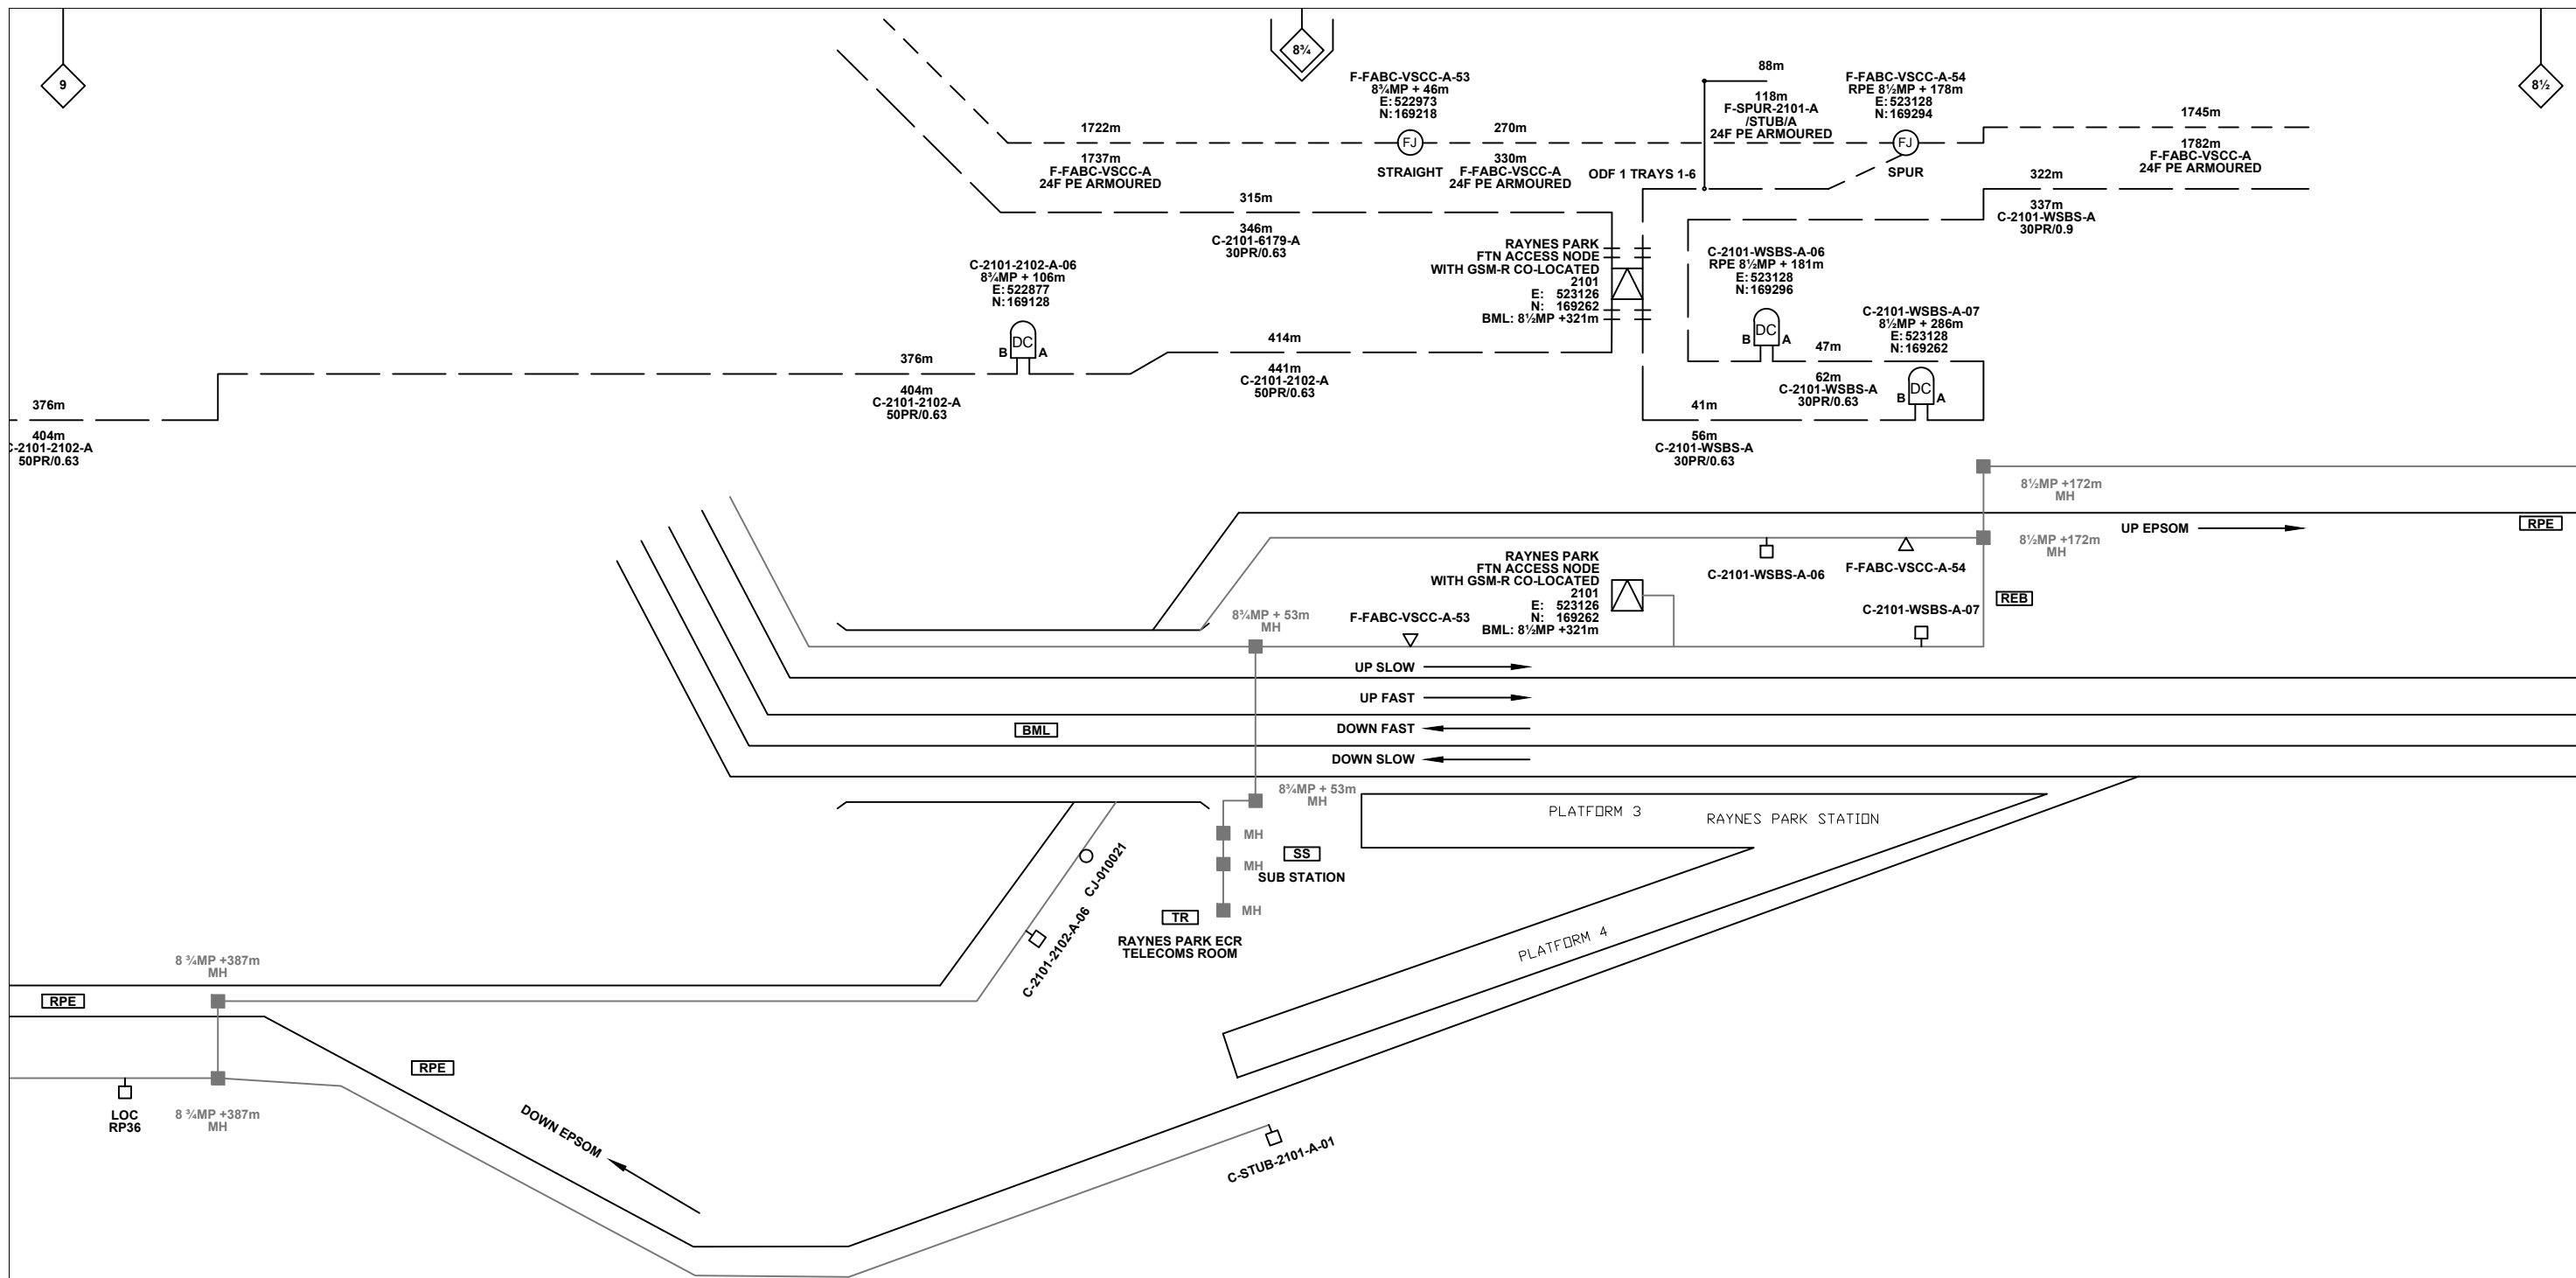 9
8¾
8½
F-FABC-VSCC-A-53
8¾MP + 46m
E: 522973
N: 169218
FJ
STRAIGHT
88m
118m
F-SPUR-2101-A
/STUB/A
24F PE ARMOURED
F-FABC-VSCC-A-54
RPE 8½MP + 178m
E: 523128
N: 169294
FJ
SPUR
1722m
1737m
F-FABC-VSCC-A
24F PE ARMOURED
270m
330m
F-FABC-VSCC-A
24F PE ARMOURED
ODF 1 TRAYS 1-6
1745m
1782m
F-FABC-VSCC-A
24F PE ARMOURED
322m
337m
C-2101-WSBS-A
30PR/0.9
315m
346m
C-2101-6179-A
30PR/0.63
RAYNES PARK
FTN ACCESS NODE
WITH GSM-R CO-LOCATED
2101
E: 523126
N: 169262
BML: 8½MP +321m
C-2101-WSBS-A-06
RPE 8½MP + 181m
E: 523128
N: 169296
DC
B
A
C-2101-WSBS-A-07
8½MP + 286m
E: 523128
N: 169262
DC
B
A
C-2101-2102-A-06
8¾MP + 106m
E: 522877
N: 169128
DC
B
A
47m
62m
C-2101-WSBS-A
30PR/0.63
41m
56m
C-2101-WSBS-A
30PR/0.63
414m
441m
C-2101-2102-A
50PR/0.63
376m
404m
C-2101-2102-A
50PR/0.63
376m
404m
C-2101-2102-A
50PR/0.63
8½MP +172m
MH
UP EPSOM
RPE
8½MP +172m
MH
RAYNES PARK
FTN ACCESS NODE
WITH GSM-R CO-LOCATED
2101
E: 523126
N: 169262
BML: 8½MP +321m
C-2101-WSBS-A-06
F-FABC-VSCC-A-54
REB
C-2101-WSBS-A-07
8¾MP + 53m
MH
F-FABC-VSCC-A-53
UP SLOW
UP FAST
BML
DOWN FAST
DOWN SLOW
8¾MP + 53m
MH
MH
MH
MH
SS
SUB STATION
TR
RAYNES PARK ECR
TELECOMS ROOM
PLATFORM 3
RAYNES PARK STATION
PLATFORM 4
CJ-010021
C-2101-2102-A-06
8 ¾MP +387m
MH
RPE
RPE
LOC
RP36
8 ¾MP +387m
MH
DOWN EPSOM
C-STUB-2101-A-01